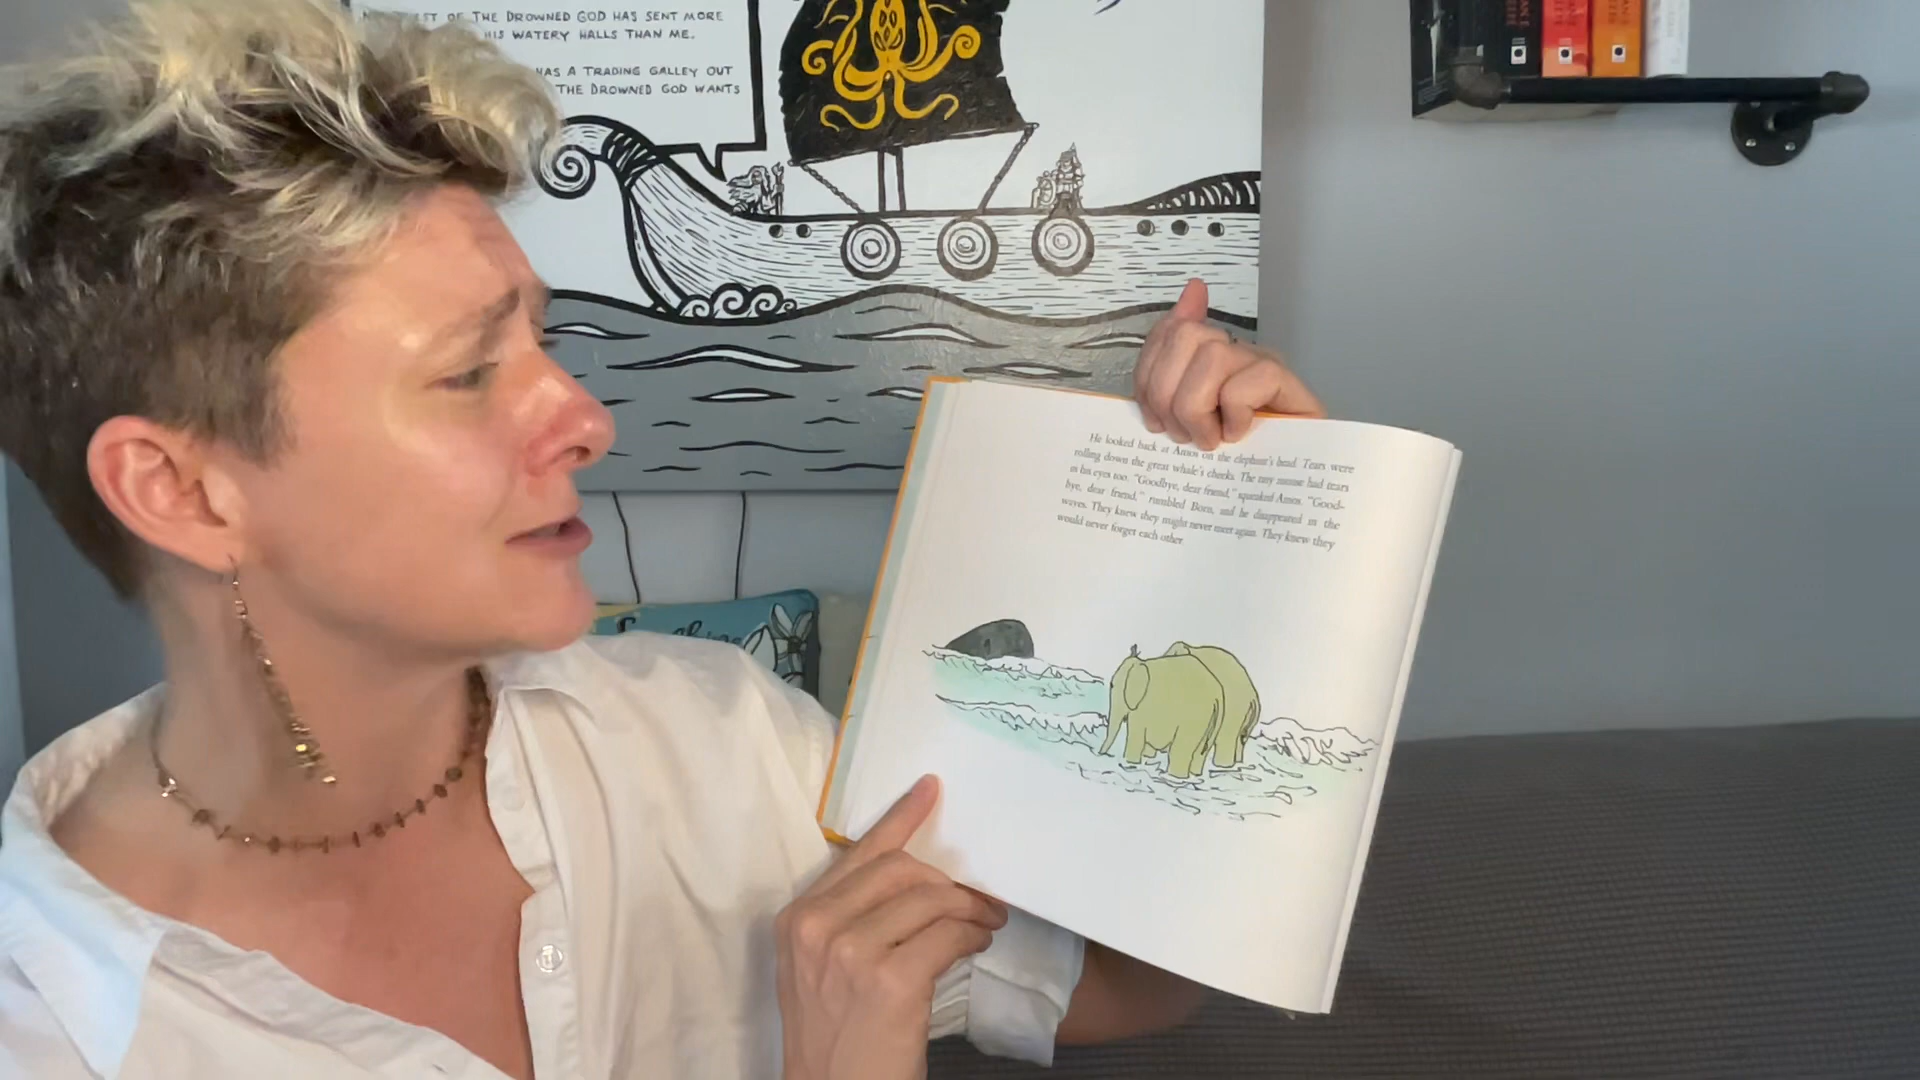 OF THE DROWNED GOD HAS SENT MORE
HIS WATERY HALLS THAN ME.
HAS A TRADING GALLEY OUT
THE DROWNED GOD WANTS
He looked back at Amos on the elephant's head. Tears were
rolling down the great whale's cheeks. The tiny mouse had tears
in his eyes too. "Goodbye, dear friend," squeaked Amos. "Good-
bye, dear friend," rumbled Boris, and he disappeared in the
waves. They knew they might never meet again. They knew they
would never forget each other.